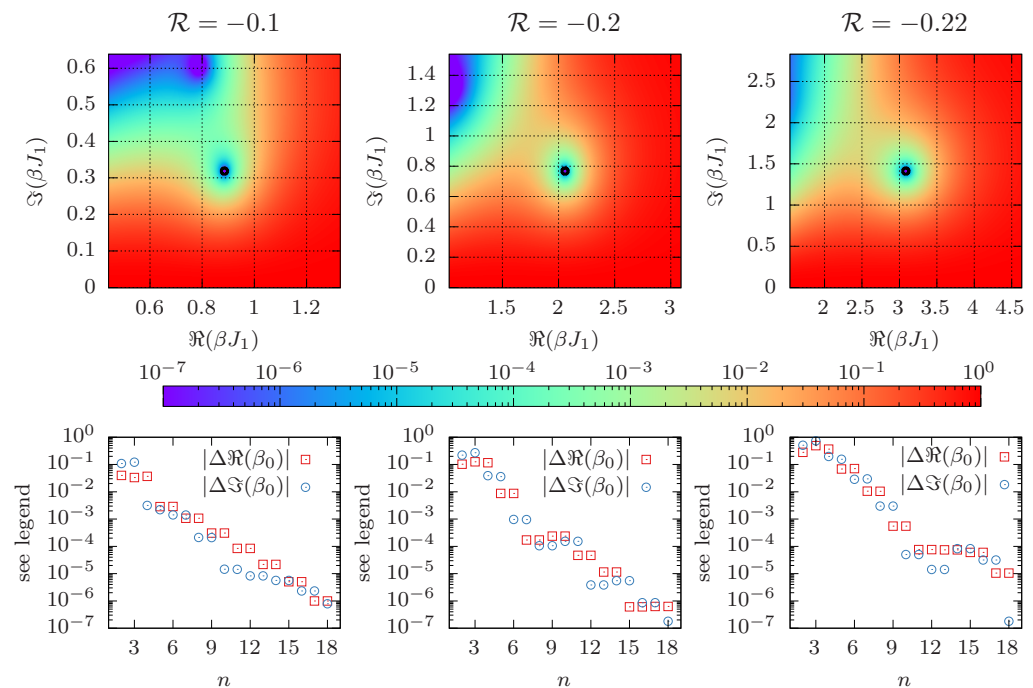 ℛ = −0.1 ℛ = −0.2 ℛ = −0.22
ℑ(βJ₁) 0.6 0.5 0.4 0.3 0.2 0.1 0
0.6 0.8 1 1.2
ℜ(βJ₁)
ℑ(βJ₁) 1.4 1.2 1 0.8 0.6 0.4 0.2 0
1.5 2 2.5 3
ℜ(βJ₁)
ℑ(βJ₁) 2.5 2 1.5 1 0.5 0
2 2.5 3 3.5 4 4.5
ℜ(βJ₁)
10⁻⁷ 10⁻⁶ 10⁻⁵ 10⁻⁴ 10⁻³ 10⁻² 10⁻¹ 10⁰
see legend 10⁰ 10⁻¹ 10⁻² 10⁻³ 10⁻⁴ 10⁻⁵ 10⁻⁶ 10⁻⁷
|Δℜ(β₀)|
|Δℑ(β₀)|
3 6 9 12 15 18
n
see legend 10⁰ 10⁻¹ 10⁻² 10⁻³ 10⁻⁴ 10⁻⁵ 10⁻⁶ 10⁻⁷
|Δℜ(β₀)|
|Δℑ(β₀)|
3 6 9 12 15 18
n
see legend 10⁰ 10⁻¹ 10⁻² 10⁻³ 10⁻⁴ 10⁻⁵ 10⁻⁶ 10⁻⁷
|Δℜ(β₀)|
|Δℑ(β₀)|
3 6 9 12 15 18
n